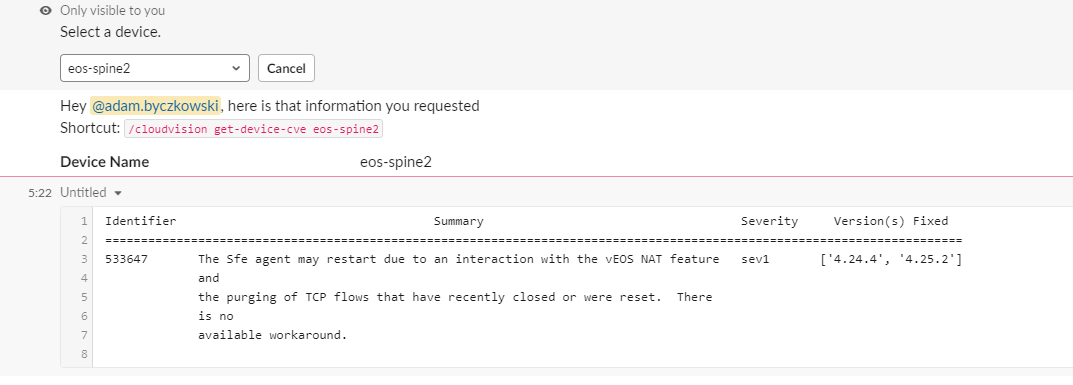 Only visible to you
Select a device.
eos-spine2
Cancel
Hey @adam.byczkowski, here is that information you requested
Shortcut: /cloudvision get-device-cve eos-spine2
Device Name eos-spine2
5:22 Untitled
1 Identifier Summary Severity Version(s) Fixed
2 ========================================================================================================================
3 533647 The Sfe agent may restart due to an interaction with the vEOS NAT feature sev1 ['4.24.4', '4.25.2']
4 and
5 the purging of TCP flows that have recently closed or were reset.  There
6 is no
7 available workaround.
8